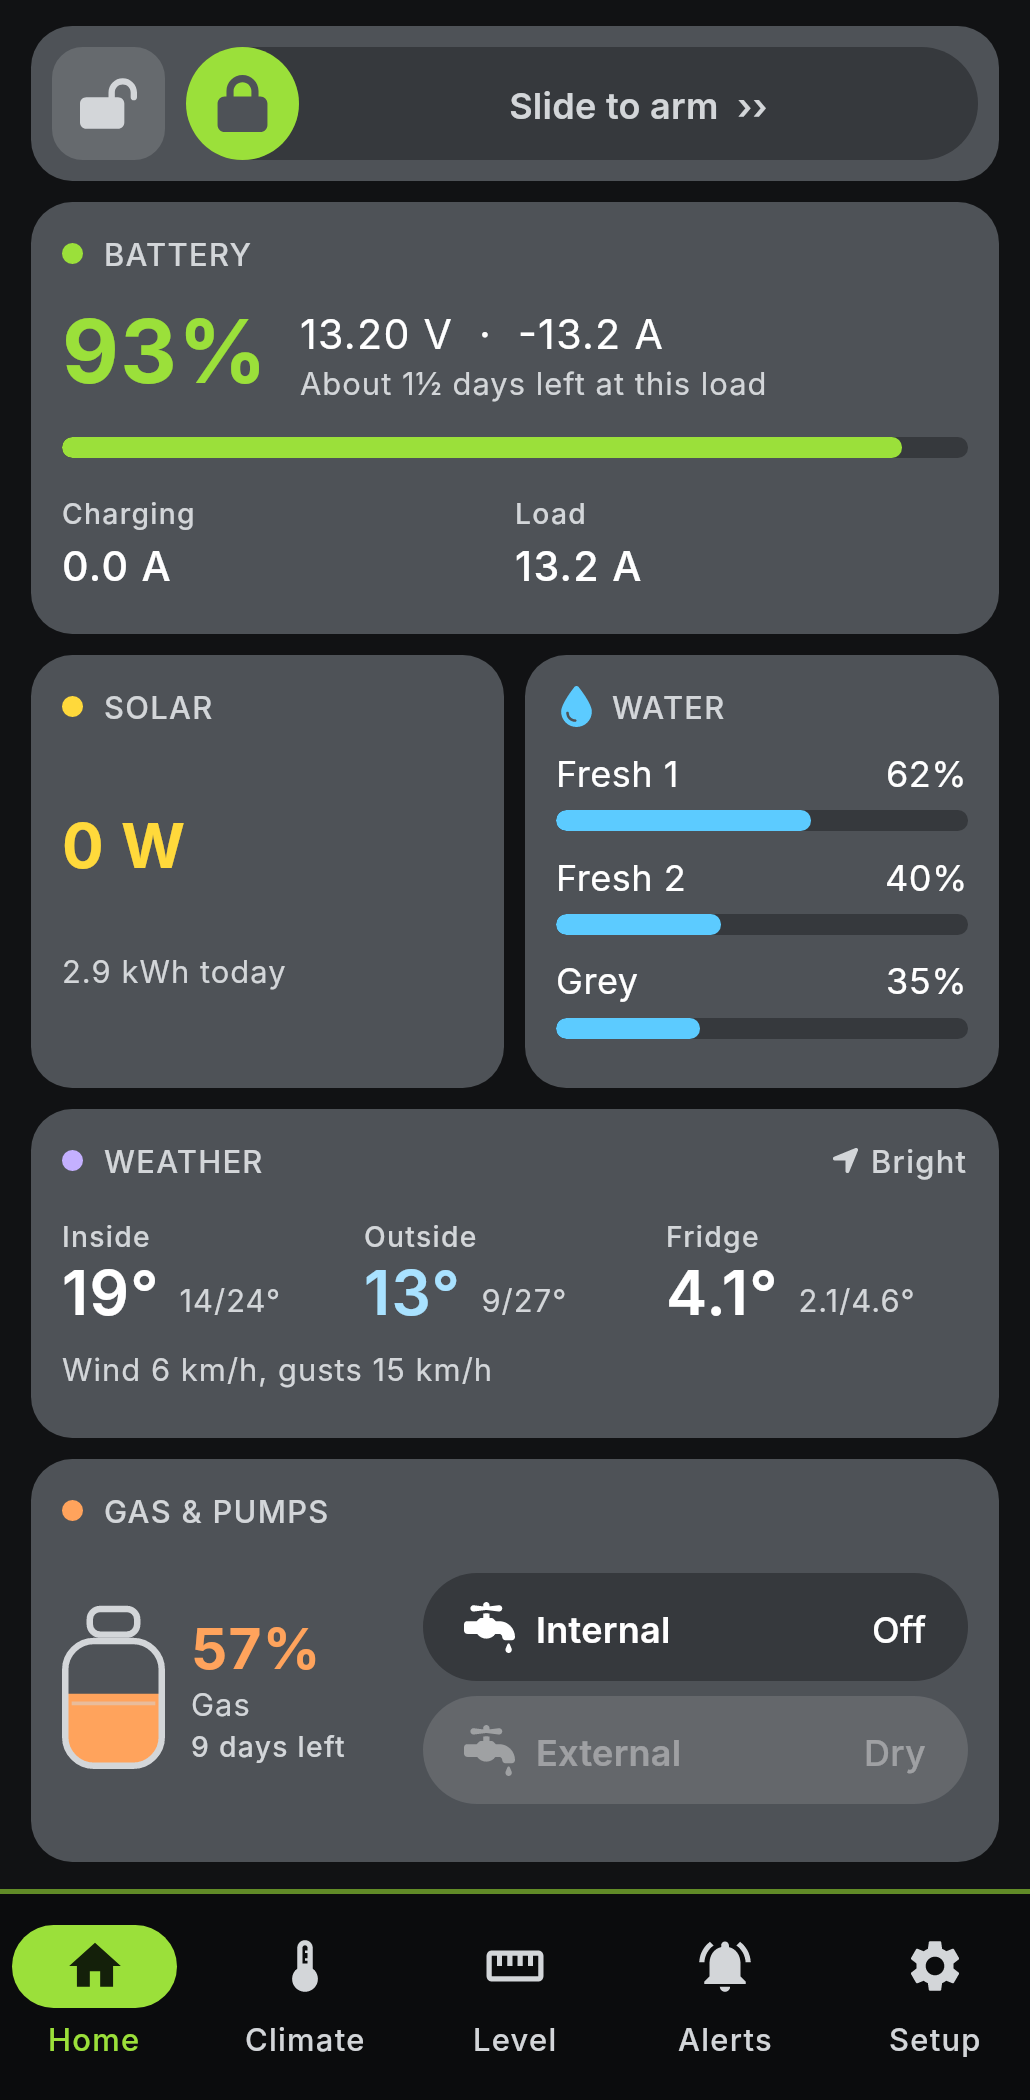 Slide to arm ››
BATTERY
93%
13.20 V · -13.2 A
About 1½ days left at this load
Charging Load
0.0 A 13.2 A
SOLAR
0 W
2.9 kWh today
WATER
Fresh 1 62%
Fresh 2 40%
Grey 35%
WEATHER Bright
Inside Outside Fridge
19° 14/24° 13° 9/27° 4.1° 2.1/4.6°
Wind 6 km/h, gusts 15 km/h
GAS & PUMPS
57%
Gas
9 days left
Internal Off
External Dry
Home Climate Level Alerts Setup